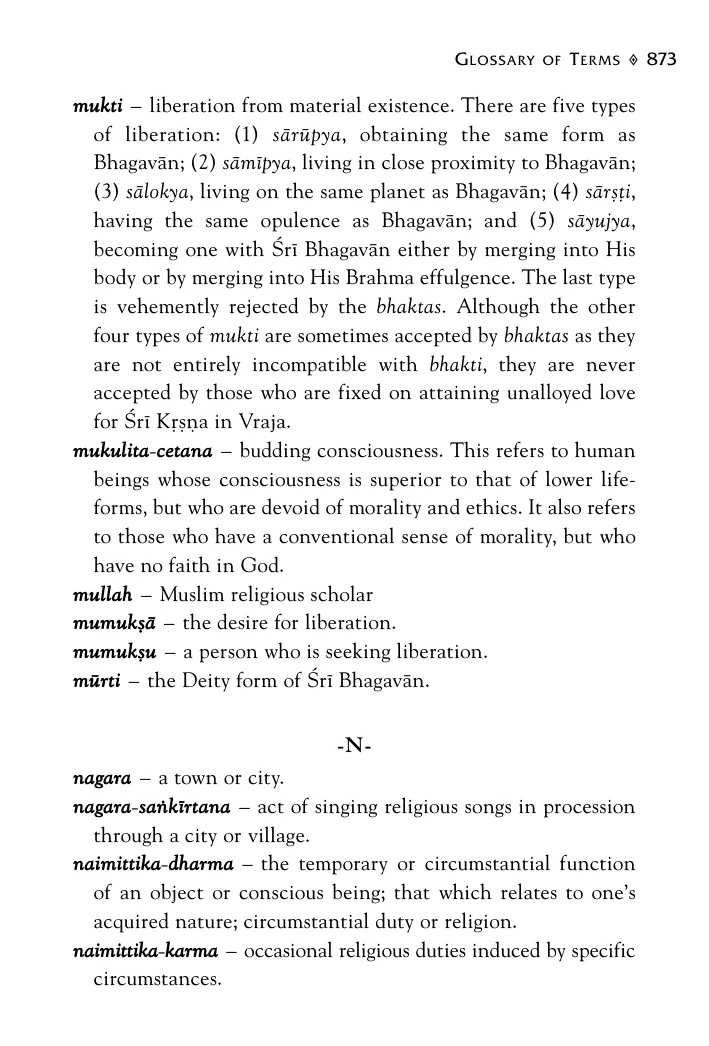 GLOSSARY OF TERMS ◊ 873
mukti – liberation from material existence. There are five types
of liberation: (1) sārūpya, obtaining the same form as
Bhagavān; (2) sāmīpya, living in close proximity to Bhagavān;
(3) sālokya, living on the same planet as Bhagavān; (4) sārṣṭi,
having the same opulence as Bhagavān; and (5) sāyujya,
becoming one with Śrī Bhagavān either by merging into His
body or by merging into His Brahma effulgence. The last type
is vehemently rejected by the bhaktas. Although the other
four types of mukti are sometimes accepted by bhaktas as they
are not entirely incompatible with bhakti, they are never
accepted by those who are fixed on attaining unalloyed love
for Śrī Kṛṣṇa in Vraja.
mukulita-cetana – budding consciousness. This refers to human
beings whose consciousness is superior to that of lower life-
forms, but who are devoid of morality and ethics. It also refers
to those who have a conventional sense of morality, but who
have no faith in God.
mullah – Muslim religious scholar
mumukṣā – the desire for liberation.
mumukṣu – a person who is seeking liberation.
mūrti – the Deity form of Śrī Bhagavān.
-N-
nagara – a town or city.
nagara-saṅkīrtana – act of singing religious songs in procession
through a city or village.
naimittika-dharma – the temporary or circumstantial function
of an object or conscious being; that which relates to one's
acquired nature; circumstantial duty or religion.
naimittika-karma – occasional religious duties induced by specific
circumstances.